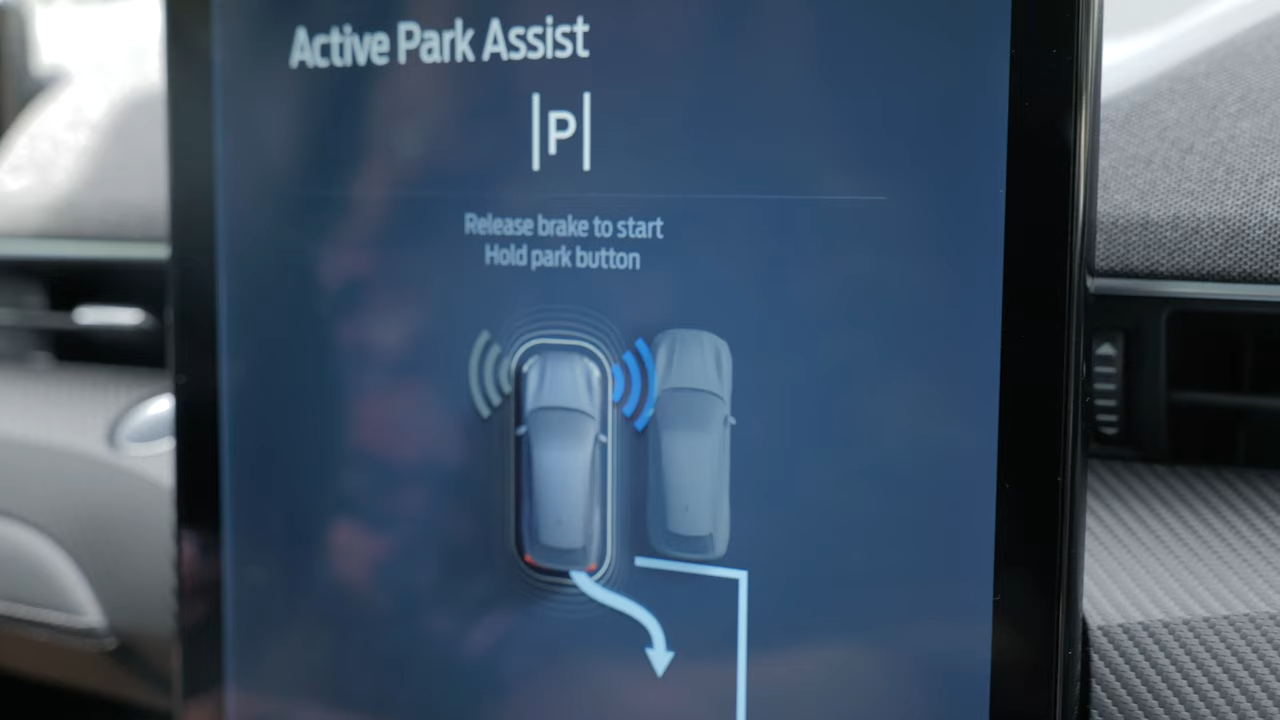 Active Park Assist
|P|
Release brake to start
Hold park button